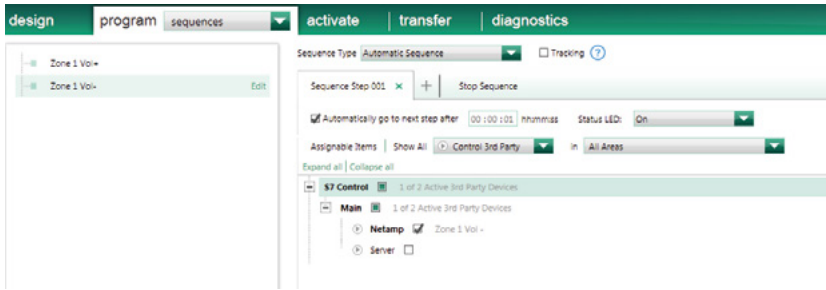 design program sequences activate transfer diagnostics
Zone 1 Vol+
Zone 1 Vol- Edit
Sequence Type Automatic Sequence Tracking ?
Sequence Step 001 × + Stop Sequence
Automatically go to next step after 00 :00 :01 hh:mm:ss Status LED: On
Assignable Items Show All Control 3rd Party in All Areas
Expand all Collapse all
S7 Control 1 of 2 Active 3rd Party Devices
Main 1 of 2 Active 3rd Party Devices
Netamp Zone 1 Vol -
Server